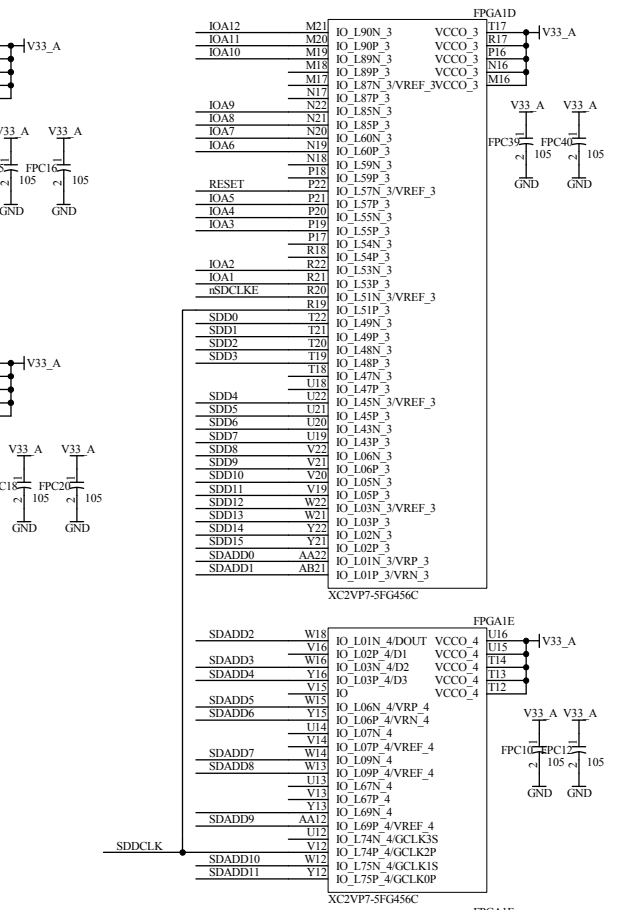 FPGA1D
IOA12 M21 IO_L90N_3 VCCO_3 T17 V33_A
IOA11 M20 IO_L90P_3 VCCO_3 R17
IOA10 M19 IO_L89N_3 VCCO_3 P16
M18 IO_L89P_3 VCCO_3 N16
M17 IO_L87N_3/VREF_3 VCCO_3 M16
N17 IO_L87P_3
IOA9 N22 IO_L85N_3
IOA8 N21 IO_L85P_3
IOA7 N20 IO_L60N_3
IOA6 N19 IO_L60P_3
N18 IO_L59N_3
P18 IO_L59P_3
RESET P22 IO_L57N_3/VREF_3
IOA5 P21 IO_L57P_3
IOA4 P20 IO_L55N_3
IOA3 P19 IO_L55P_3
P17 IO_L54N_3
R18 IO_L54P_3
IOA2 R22 IO_L53N_3
IOA1 R21 IO_L53P_3
nSDCLKE R20 IO_L51N_3/VREF_3
R19 IO_L51P_3
SDD0 T22 IO_L49N_3
SDD1 T21 IO_L49P_3
SDD2 T20 IO_L48N_3
SDD3 T19 IO_L48P_3
T18 IO_L47N_3
U18 IO_L47P_3
SDD4 U22 IO_L45N_3/VREF_3
SDD5 U21 IO_L45P_3
SDD6 U20 IO_L43N_3
SDD7 U19 IO_L43P_3
SDD8 V22 IO_L06N_3
SDD9 V21 IO_L06P_3
SDD10 V20 IO_L05N_3
SDD11 V19 IO_L05P_3
SDD12 W22 IO_L03N_3/VREF_3
SDD13 W21 IO_L03P_3
SDD14 Y22 IO_L02N_3
SDD15 Y21 IO_L02P_3
SDADD0 AA22 IO_L01N_3/VRP_3
SDADD1 AB21 IO_L01P_3/VRN_3
XC2VP7-5FG456C
V33_A V33_A
FPC39 1 2 105 FPC40 1 2 105
GND GND
V33_A
V33_A V33_A
1 2 105 FPC16 1 2 105
GND GND
V33_A
V33_A V33_A
C18 1 2 105 FPC20 1 2 105
GND GND
FPGA1E
SDADD2 W18 IO_L01N_4/DOUT VCCO_4 U16 V33_A
V16 IO_L02P_4/D1 VCCO_4 U15
SDADD3 W16 IO_L03N_4/D2 VCCO_4 T14
SDADD4 Y16 IO_L03P_4/D3 VCCO_4 T13
V15 IO VCCO_4 T12
SDADD5 W15 IO_L06N_4/VRP_4
SDADD6 Y15 IO_L06P_4/VRN_4
U14 IO_L07N_4
V14 IO_L07P_4/VREF_4
SDADD7 W14 IO_L09N_4
SDADD8 W13 IO_L09P_4/VREF_4
U13 IO_L67N_4
V13 IO_L67P_4
Y13 IO_L69N_4
SDADD9 AA12 IO_L69P_4/VREF_4
U12 IO_L74N_4/GCLK3S
SDDCLK V12 IO_L74P_4/GCLK2P
SDADD10 W12 IO_L75N_4/GCLK1S
SDADD11 Y12 IO_L75P_4/GCLK0P
XC2VP7-5FG456C
V33_A V33_A
FPC10 1 2 105 FPC12 1 2 105
GND GND